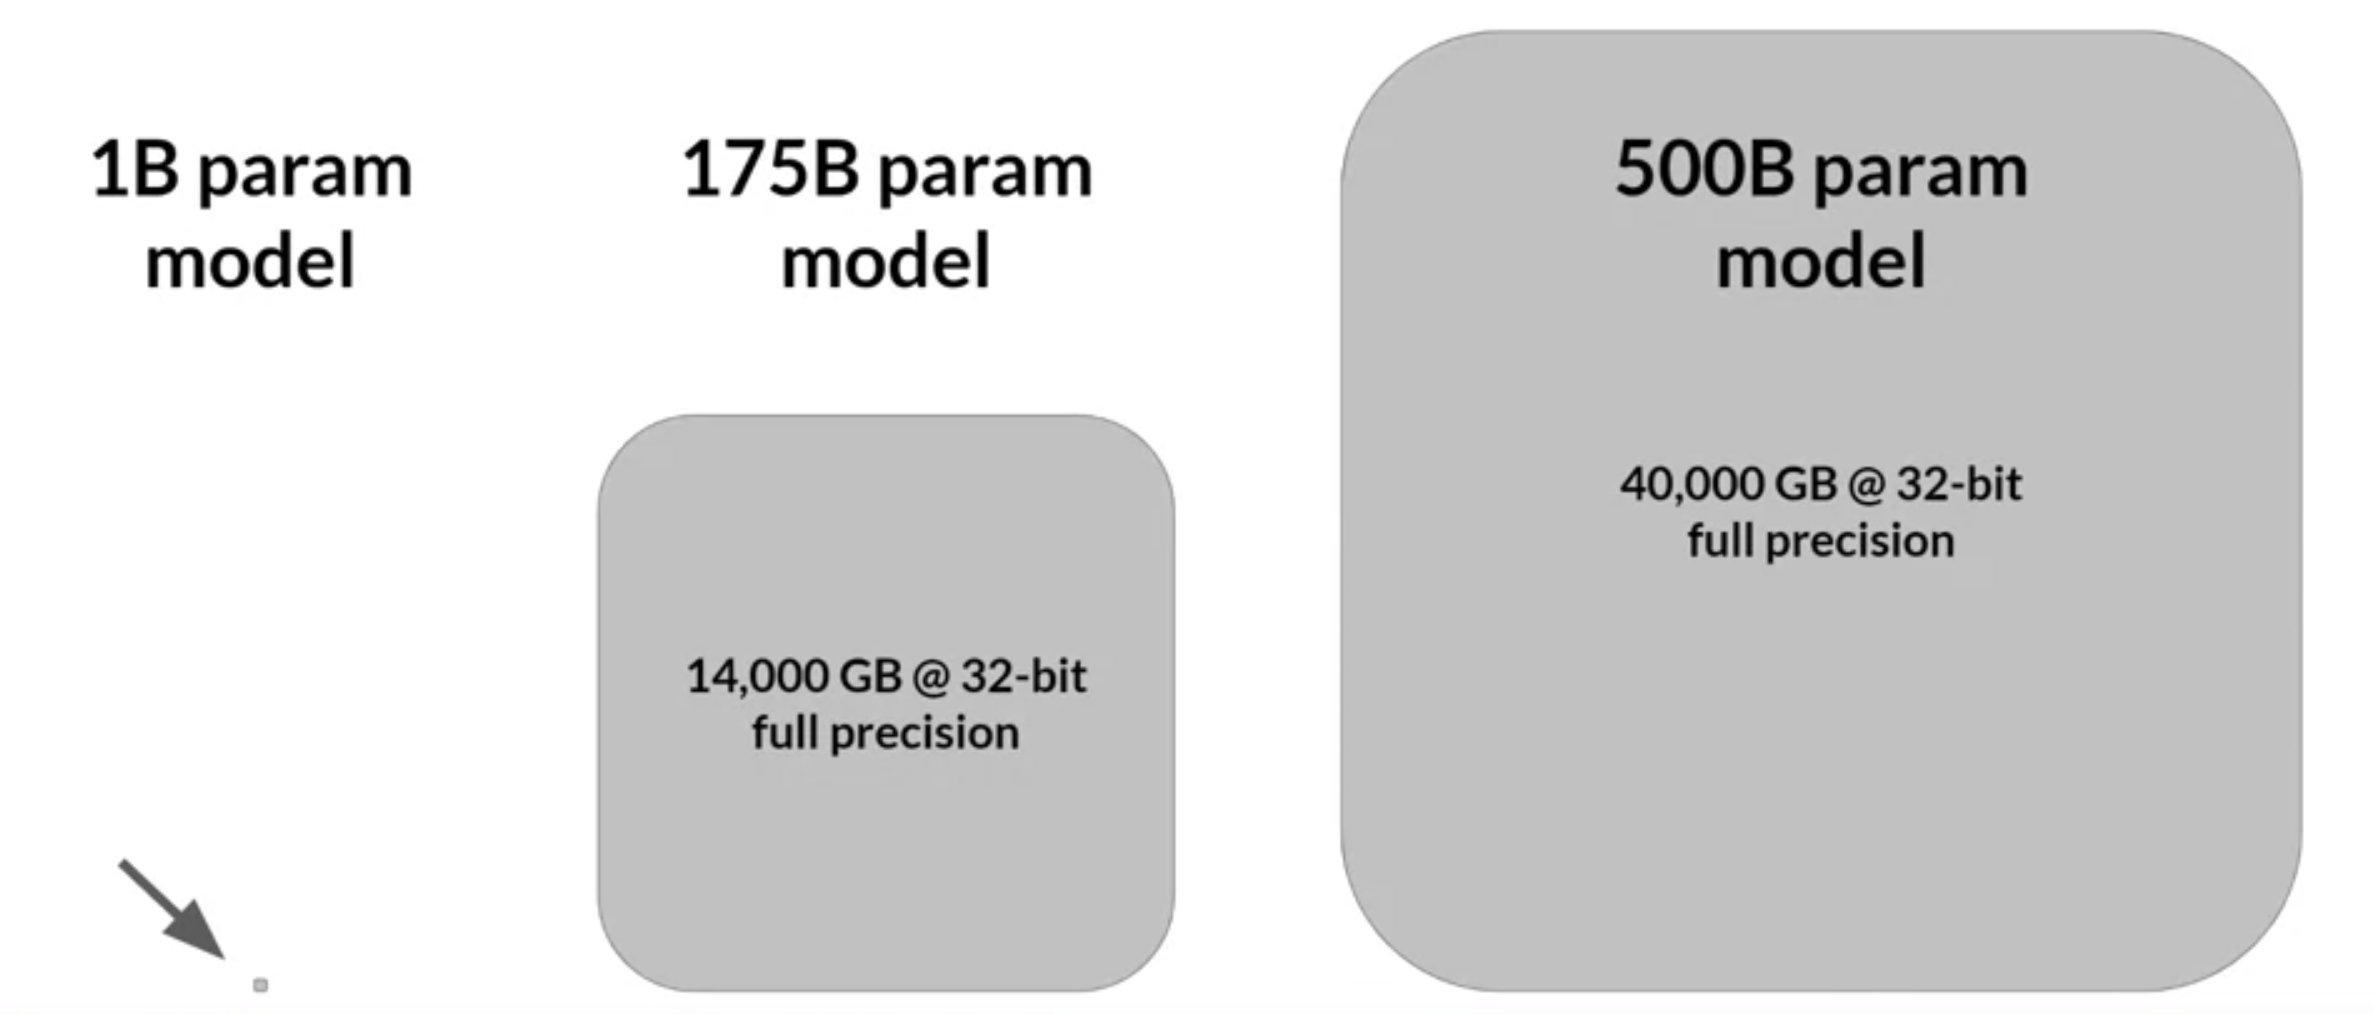 1B param
model
175B param
model
14,000 GB @ 32-bit
full precision
500B param
model
40,000 GB @ 32-bit
full precision